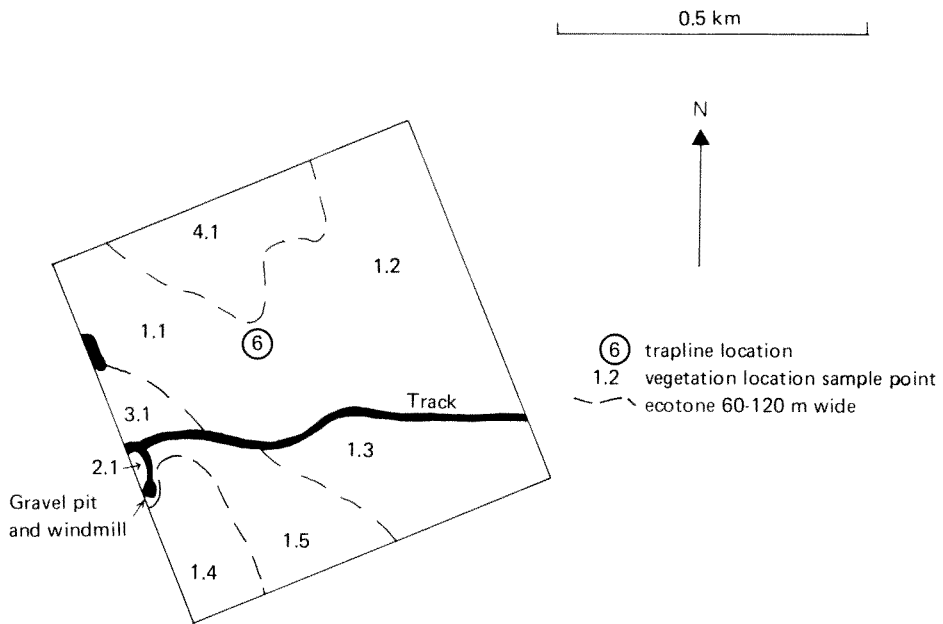 0.5 km
N
4.1
1.2
1.1
6
6 trapline location
1.2 vegetation location sample point
ecotone 60-120 m wide
3.1
Track
1.3
2.1
Gravel pit
and windmill
1.5
1.4